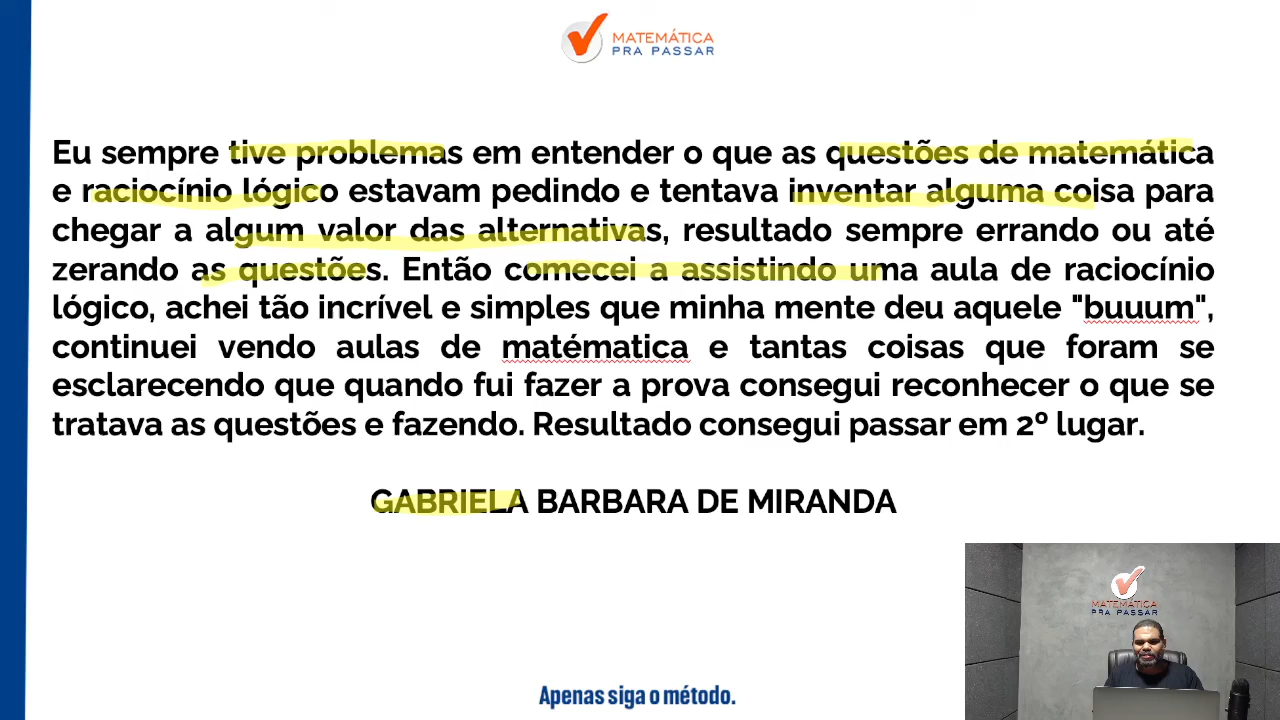 MATEMÁTICA
PRA PASSAR
Eu sempre tive problemas em entender o que as questões de matemática
e raciocínio lógico estavam pedindo e tentava inventar alguma coisa para
chegar a algum valor das alternativas, resultado sempre errando ou até
zerando as questões. Então comecei a assistindo uma aula de raciocínio
lógico, achei tão incrível e simples que minha mente deu aquele "buuum",
continuei vendo aulas de matématica e tantas coisas que foram se
esclarecendo que quando fui fazer a prova consegui reconhecer o que se
tratava as questões e fazendo. Resultado consegui passar em 2º lugar.
GABRIELA BARBARA DE MIRANDA
MATEMÁTICA
PRA PASSAR
Apenas siga o método.